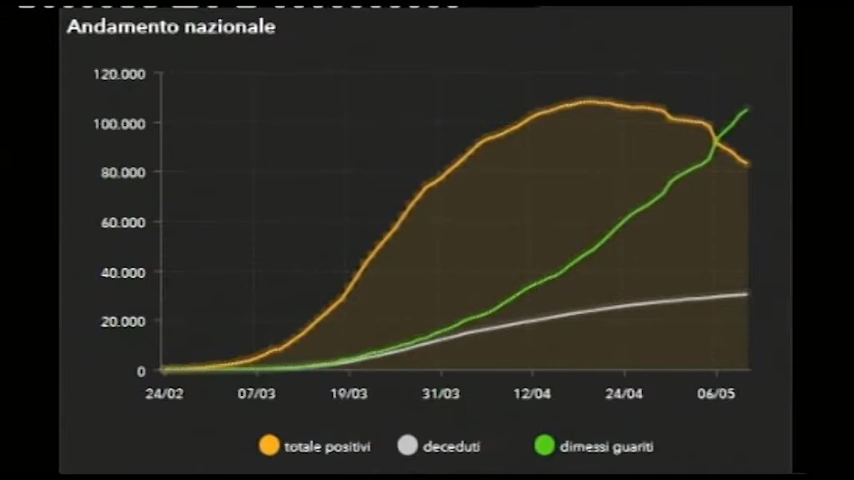 Andamento nazionale
120.000
100.000
80.000
60.000
40.000
20.000
0
24/02 07/03 19/03 31/03 12/04 24/04 06/05
totale positivi deceduti dimessi guariti